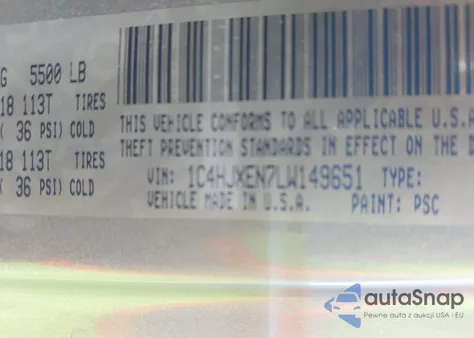 G 5500 LB
18 113T TIRES
( 36 PSI) COLD
18 113T TIRES
( 36 PSI) COLD
THIS VEHICLE CONFORMS TO ALL APPLICABLE U.S.A
THEFT PREVENTION STANDARDS IN EFFECT ON THE D
VIN: 1C4HJXEN7LW149651 TYPE:
VEHICLE MADE IN U.S.A. PAINT: PSC
autaSnap
Pewne auta z aukcji USA i EU